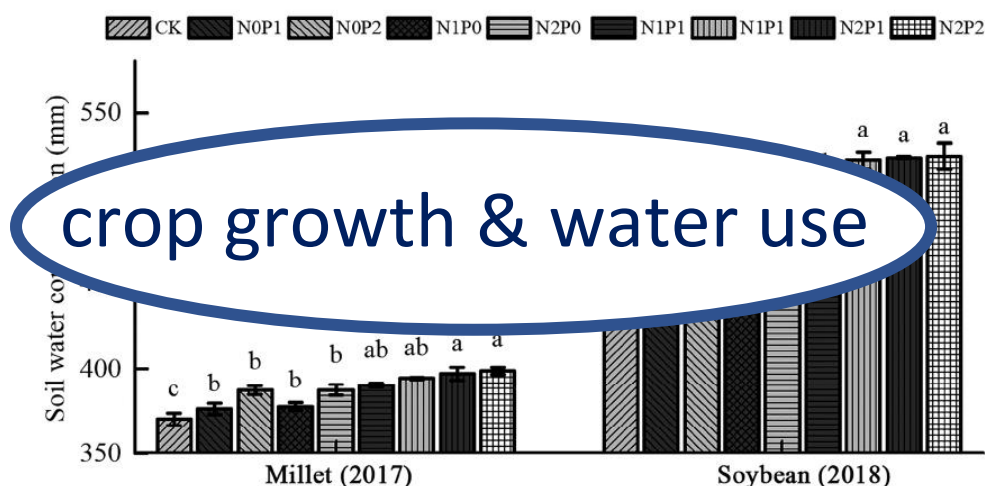 CK N0P1 N0P2 N1P0 N2P0 N1P1 N1P1 N2P1 N2P2
Soil water
(mm)
550
a a a
crop growth & water use
400
c b b b b ab ab a a
350
Millet (2017) Soybean (2018)